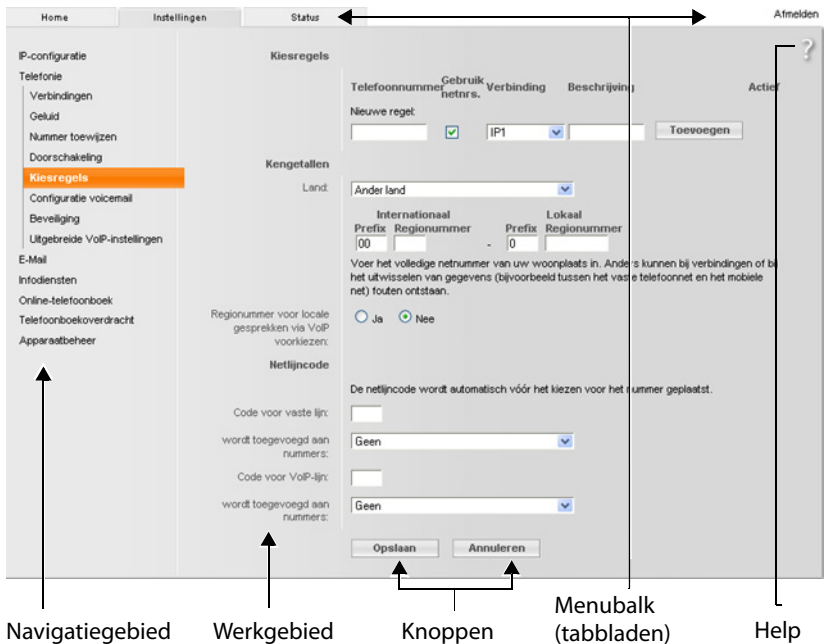 Home Instellingen Status Afmelden
?
IP-configuratie
Telefonie
Verbindingen
Geluid
Nummer toewijzen
Doorschakeling
Kiesregels
Configuratie voicemail
Beveiliging
Uitgebreide VoIP-instellingen
E-Mail
Infodiensten
Online-telefoonboek
Telefoonboekoverdracht
Apparaatbeheer
Kiesregels
Telefoonnummer Gebruik netnrs. Verbinding Beschrijving Actief
Nieuwe regel:
IP1 Toevoegen
Kengetallen
Land: Ander land
Internationaal Lokaal
Prefix Regionummer Prefix Regionummer
00 - 0
Voer het volledige netnummer van uw woonplaats in. Anders kunnen bij verbindingen of bij
het uitwisselen van gegevens (bijvoorbeeld tussen het vaste telefoonnet en het mobiele
net) fouten ontstaan.
Regionummer voor locale
gesprekken via VoIP
voorkiezen:
Ja Nee
Netlijncode
De netlijncode wordt automatisch vóór het kiezen voor het nummer geplaatst.
Code voor vaste lijn:
wordt toegevoegd aan
nummers:
Geen
Code voor VoIP-lijn:
wordt toegevoegd aan
nummers:
Geen
Opslaan Annuleren
Navigatiegebied Werkgebied Knoppen
Menubalk
(tabbladen)
Help